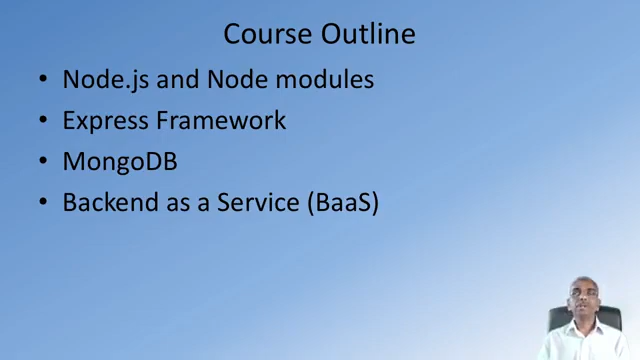 Course Outline
• Node.js and Node modules
• Express Framework
• MongoDB
• Backend as a Service (BaaS)